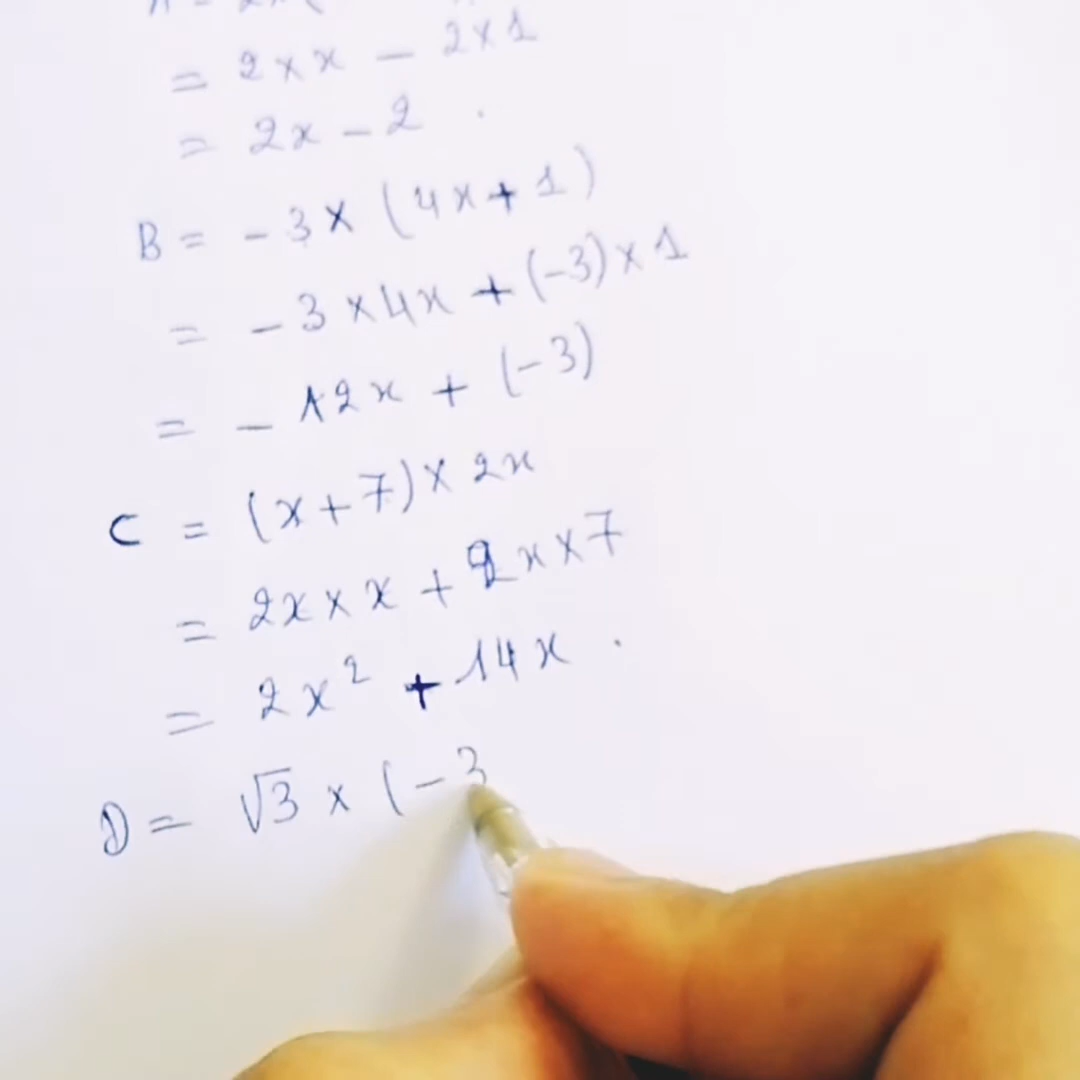 = 2 × x - 2 × 1
= 2x - 2 .
B = - 3 × (4x + 1)
= - 3 × 4x + (-3) × 1
= - 12x + (-3)
C = (x + 7) × 2x
= 2x × x + 2x × 7
= 2x² + 14x .
D = √3 × (- 3